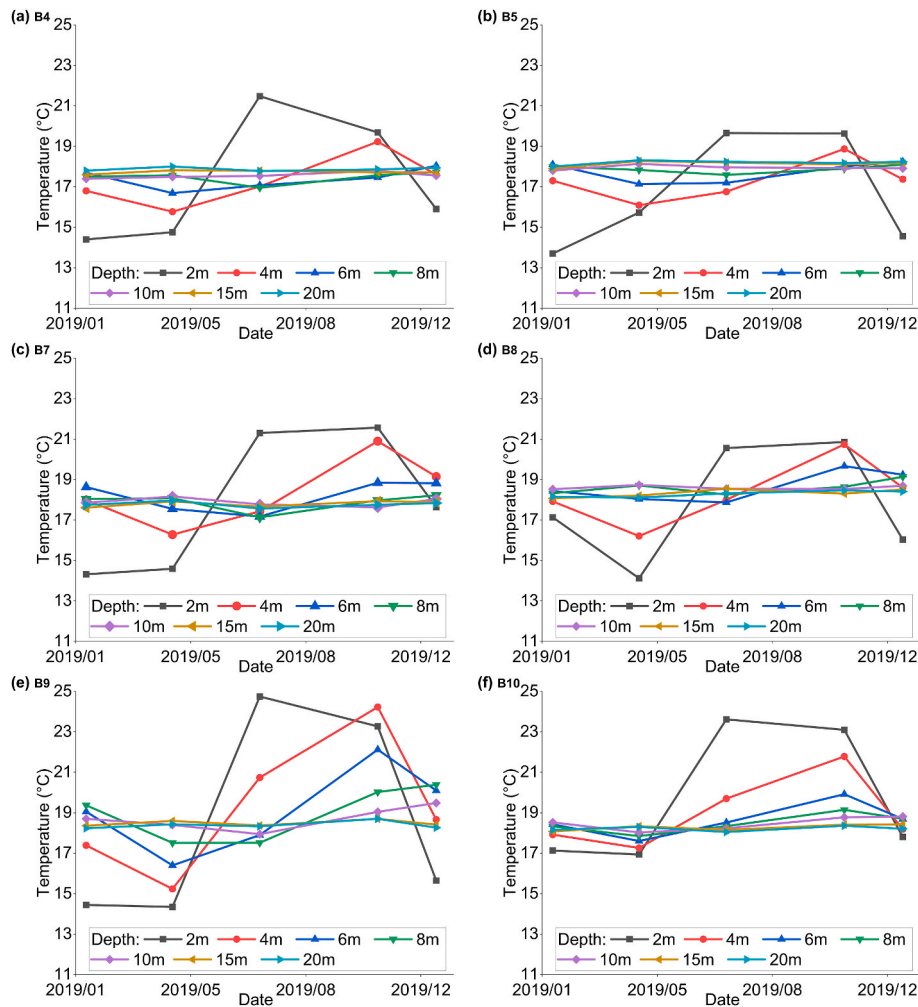 (a) B4
Temperature (°C)
25
23
21
19
17
15
13
11
Depth: 2m 4m 6m 8m
10m 15m 20m
2019/01 2019/05 2019/08 2019/12
Date
(b) B5
Temperature (°C)
25
23
21
19
17
15
13
11
Depth: 2m 4m 6m 8m
10m 15m 20m
2019/01 2019/05 2019/08 2019/12
Date
(c) B7
Temperature (°C)
25
23
21
19
17
15
13
11
Depth: 2m 4m 6m 8m
10m 15m 20m
2019/01 2019/05 2019/08 2019/12
Date
(d) B8
Temperature (°C)
25
23
21
19
17
15
13
11
Depth: 2m 4m 6m 8m
10m 15m 20m
2019/01 2019/05 2019/08 2019/12
Date
(e) B9
Temperature (°C)
25
23
21
19
17
15
13
11
Depth: 2m 4m 6m 8m
10m 15m 20m
2019/01 2019/05 2019/08 2019/12
Date
(f) B10
Temperature (°C)
25
23
21
19
17
15
13
11
Depth: 2m 4m 6m 8m
10m 15m 20m
2019/01 2019/05 2019/08 2019/12
Date